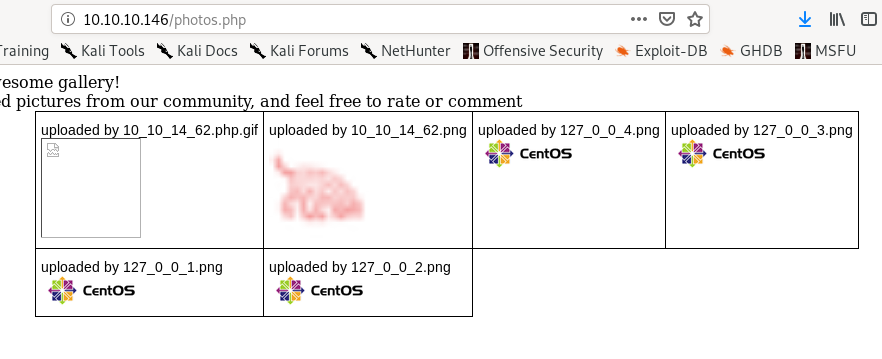 10.10.10.146/photos.php
Training Kali Tools Kali Docs Kali Forums NetHunter Offensive Security Exploit-DB GHDB MSFU
esome gallery!
ed pictures from our community, and feel free to rate or comment
uploaded by 10_10_14_62.php.gif uploaded by 10_10_14_62.png uploaded by 127_0_0_4.png uploaded by 127_0_0_3.png
CentOS CentOS
uploaded by 127_0_0_1.png uploaded by 127_0_0_2.png
CentOS CentOS